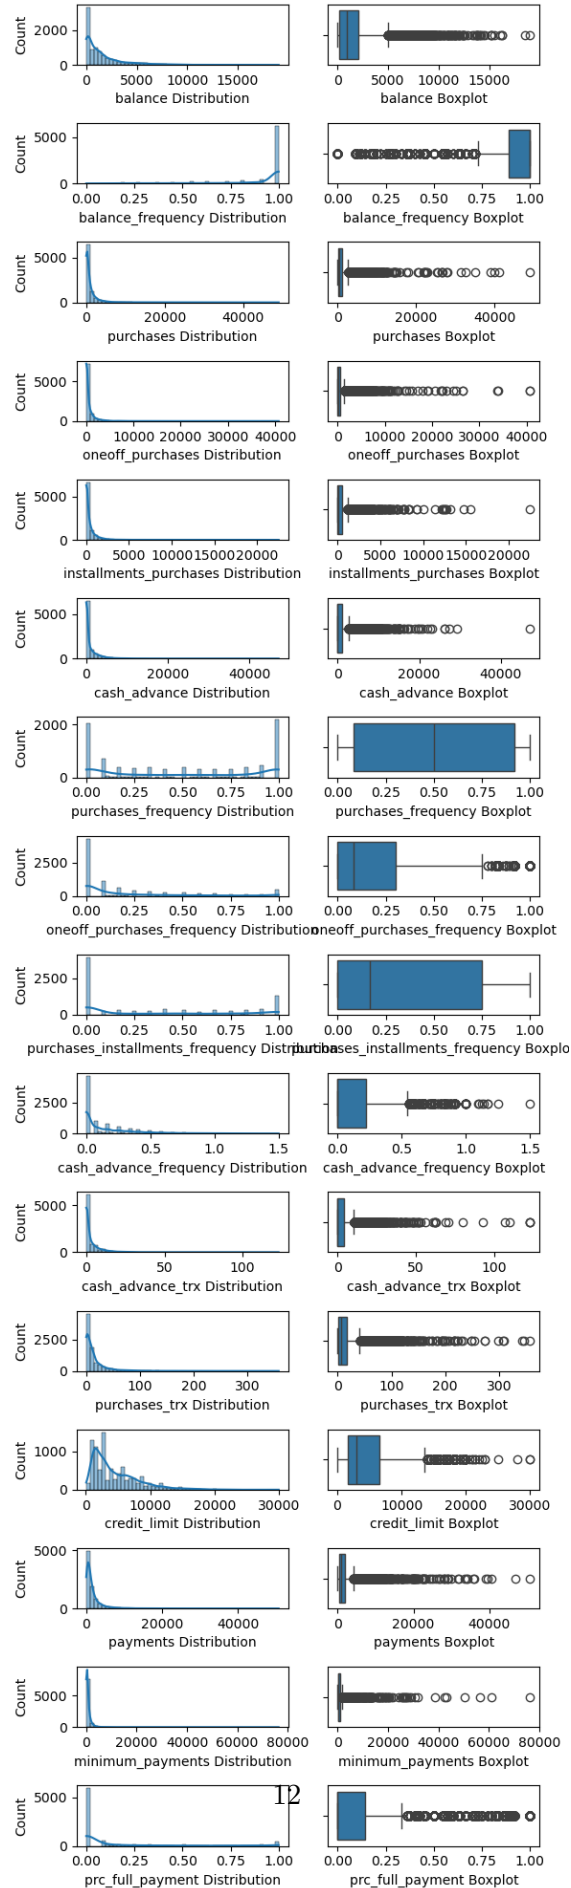 Count
2000
0
0 5000 10000 15000
5000 10000 15000
balance Distribution
balance Boxplot
Count
5000
0
0.00 0.25 0.50 0.75 1.00
0.00 0.25 0.50 0.75 1.00
balance_frequency Distribution
balance_frequency Boxplot
Count
5000
0
0 20000 40000
0 20000 40000
purchases Distribution
purchases Boxplot
Count
5000
0
0 10000 20000 30000 40000
0 10000 20000 30000 40000
oneoff_purchases Distribution
oneoff_purchases Boxplot
Count
5000
0
0 5000 10000 15000 20000
0 5000 10000 15000 20000
installments_purchases Distribution
installments_purchases Boxplot
Count
5000
0
0 20000 40000
0 20000 40000
cash_advance Distribution
cash_advance Boxplot
Count
2000
0
0.00 0.25 0.50 0.75 1.00
0.00 0.25 0.50 0.75 1.00
purchases_frequency Distribution
purchases_frequency Boxplot
Count
2500
0
0.00 0.25 0.50 0.75 1.00
0.00 0.25 0.50 0.75 1.00
oneoff_purchases_frequency Distribution
oneoff_purchases_frequency Boxplot
Count
2500
0
0.00 0.25 0.50 0.75 1.00
0.00 0.25 0.50 0.75 1.00
purchases_installments_frequency Distribution
purchases_installments_frequency Boxplo
Count
2500
0
0.0 0.5 1.0 1.5
0.0 0.5 1.0 1.5
cash_advance_frequency Distribution
cash_advance_frequency Boxplot
Count
5000
0
0 50 100
0 50 100
cash_advance_trx Distribution
cash_advance_trx Boxplot
Count
2500
0
0 100 200 300
0 100 200 300
purchases_trx Distribution
purchases_trx Boxplot
Count
1000
0
0 10000 20000 30000
0 10000 20000 30000
credit_limit Distribution
credit_limit Boxplot
Count
5000
0
0 20000 40000
0 20000 40000
payments Distribution
payments Boxplot
Count
5000
0
0 20000 40000 60000 80000
0 20000 40000 60000 80000
minimum_payments Distribution
minimum_payments Boxplot
12
Count
5000
0
0.00 0.25 0.50 0.75 1.00
0.00 0.25 0.50 0.75 1.00
prc_full_payment Distribution
prc_full_payment Boxplot